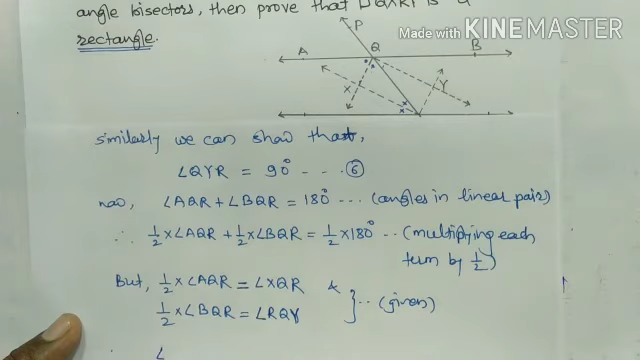 angle bisectors, then prove that □QXRY is a
rectangle.
Made with KINEMASTER
P
A
Q
B
X
Y
similarly we can show that,
∠QYR = 90° ... ⑥
now, ∠AQR + ∠BQR = 180° ... (angles in linear pair)
∴ 1/2 × ∠AQR + 1/2 × ∠BQR = 1/2 × 180° .. (multiplying each
term by 1/2)
But, 1/2 × ∠AQR = ∠XQR &
1/2 × ∠BQR = ∠RQY } .. (given)
∠